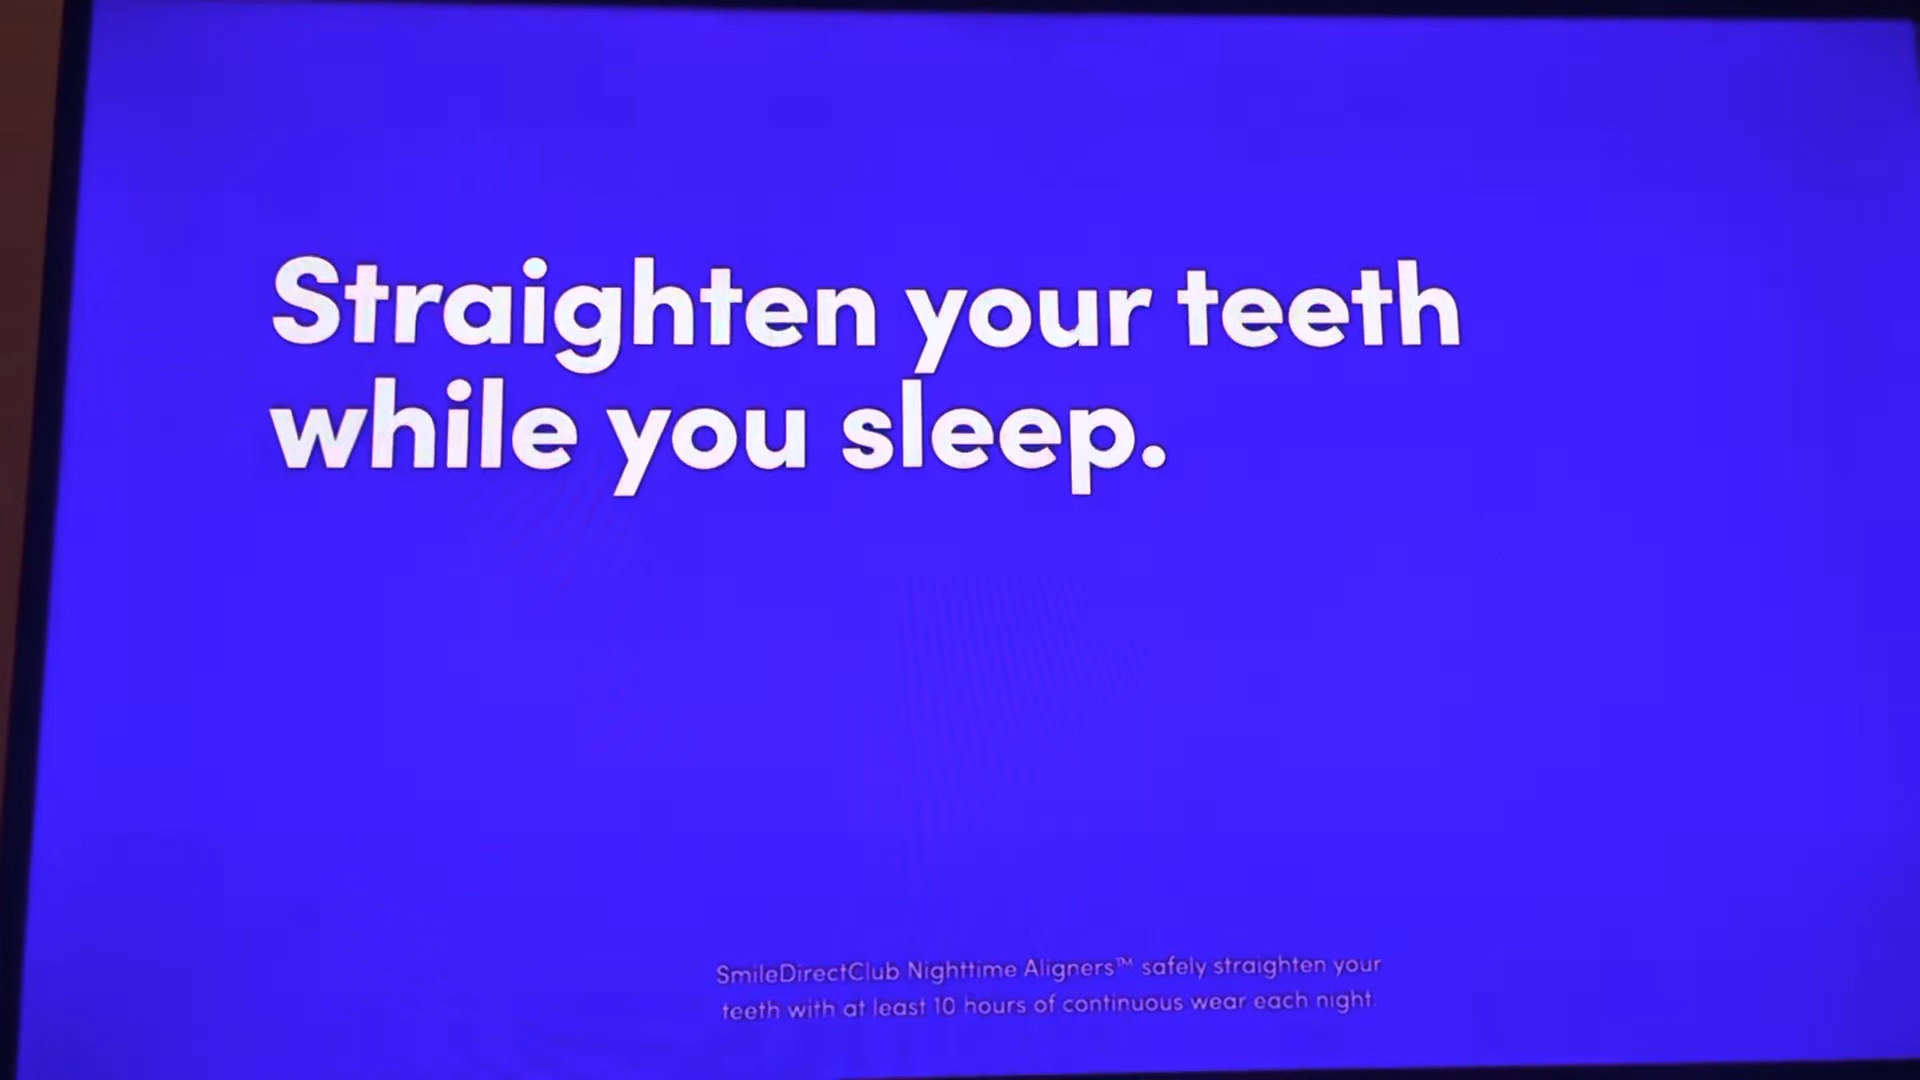 Straighten your teeth
while you sleep.
SmileDirectClub Nighttime Aligners™ safely straighten your
teeth with at least 10 hours of continuous wear each night.